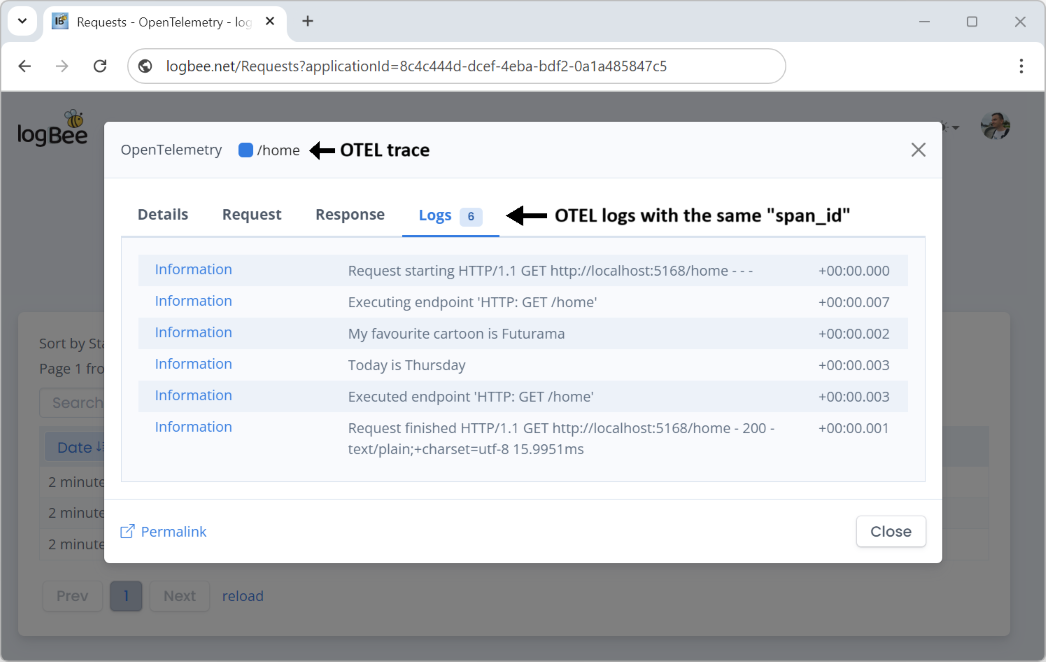 Requests - OpenTelemetry - log
logbee.net/Requests?applicationId=8c4c444d-dcef-4eba-bdf2-0a1a485847c5
logBee
OpenTelemetry /home OTEL trace
Details Request Response Logs 6 OTEL logs with the same "span_id"
Information Request starting HTTP/1.1 GET http://localhost:5168/home - - - +00:00.000
Information Executing endpoint 'HTTP: GET /home' +00:00.007
Information My favourite cartoon is Futurama +00:00.002
Information Today is Thursday +00:00.003
Information Executed endpoint 'HTTP: GET /home' +00:00.003
Information Request finished HTTP/1.1 GET http://localhost:5168/home - 200 - +00:00.001
text/plain;+charset=utf-8 15.9951ms
Permalink Close
Sort by Sta
Page 1 fro
Search
Date
2 minute
2 minute
2 minute
Prev 1 Next reload